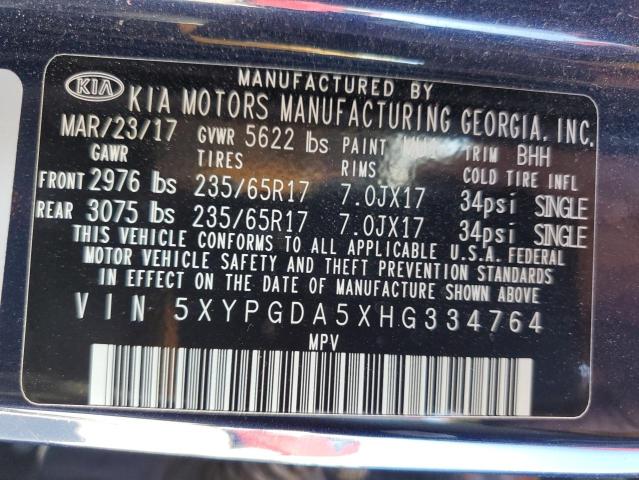 MANUFACTURED BY
KIA KIA MOTORS MANUFACTURING GEORGIA, INC.
MAR/23/17 GVWR 5622 lbs PAINT TRIM BHH
GAWR TIRES RIMS COLD TIRE INFL
FRONT 2976 lbs 235/65R17 7.0JX17 34psi SINGLE
REAR 3075 lbs 235/65R17 7.0JX17 34psi SINGLE
THIS VEHICLE CONFORMS TO ALL APPLICABLE U.S.A. FEDERAL
MOTOR VEHICLE SAFETY AND THEFT PREVENTION STANDARDS
IN EFFECT ON THE DATE OF MANUFACTURE SHOWN ABOVE
VIN 5XYPGDA5XHG334764
MPV